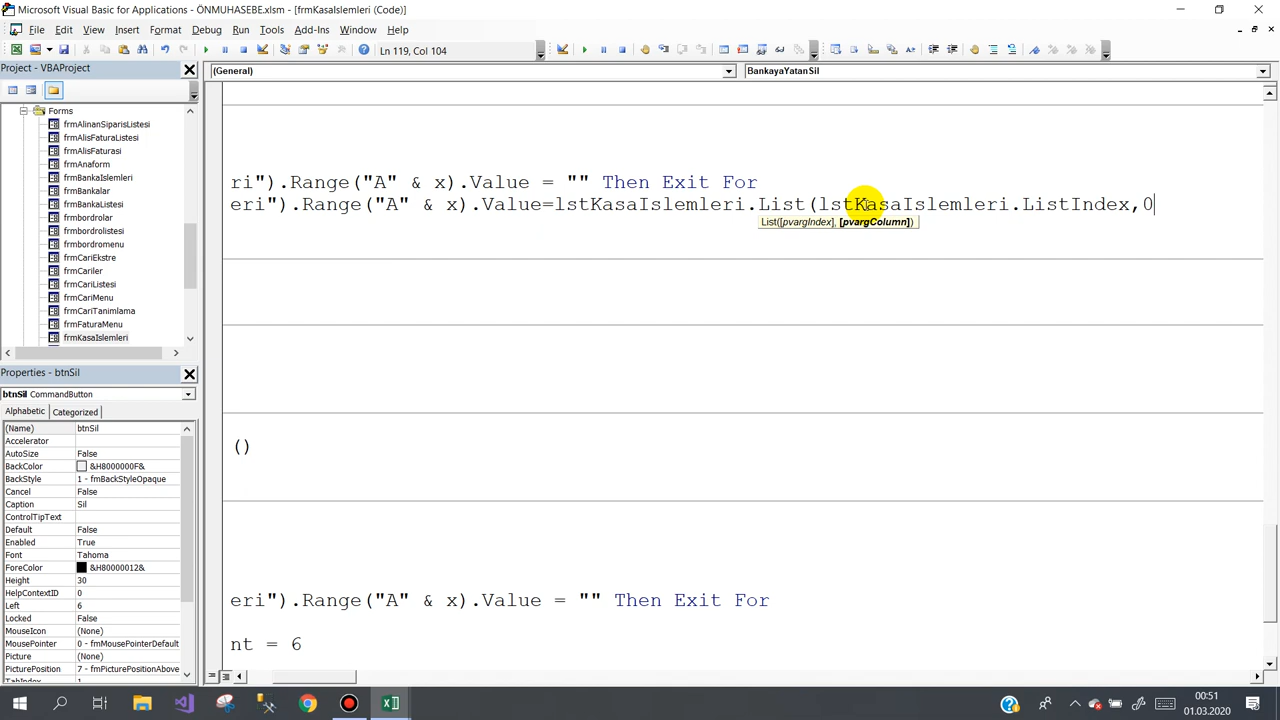 Microsoft Visual Basic for Applications - ÖNMUHASEBE.xlsm - [frmKasaIslemleri (Code)]
File Edit View Insert Format Debug Run Tools Add-Ins Window Help
Ln 119, Col 104
Project - VBAProject
(General)
BankayaYatanSil
Forms
frmAlinanSiparisListesi
frmAlisFaturaListesi
frmAlisFaturasi
frmAnaform
frmBankaIslemleri
frmBankalar
frmBankaListesi
frmbordrolar
frmbordrolistesi
frmbordromenu
frmCariEkstre
frmCariler
frmCariListesi
frmCariMenu
frmCariTanimlama
frmFaturaMenu
frmKasaIslemleri
ri").Range("A" & x).Value = "" Then Exit For
eri").Range("A" & x).Value=lstKasaIslemleri.List(lstKasaIslemleri.ListIndex,0
List([pvargIndex], [pvargColumn])
()
eri").Range("A" & x).Value = "" Then Exit For
nt = 6
Properties - btnSil
btnSil CommandButton
Alphabetic Categorized
(Name) btnSil
Accelerator
AutoSize False
BackColor &H8000000F&
BackStyle 1 - fmBackStyleOpaque
Cancel False
Caption Sil
ControlTipText
Default False
Enabled True
Font Tahoma
ForeColor &H80000012&
Height 30
HelpContextID 0
Left 6
Locked False
MouseIcon (None)
MousePointer 0 - fmMousePointerDefault
Picture (None)
PicturePosition 7 - fmPicturePositionAbove
TabIndex 1
00:51
01.03.2020